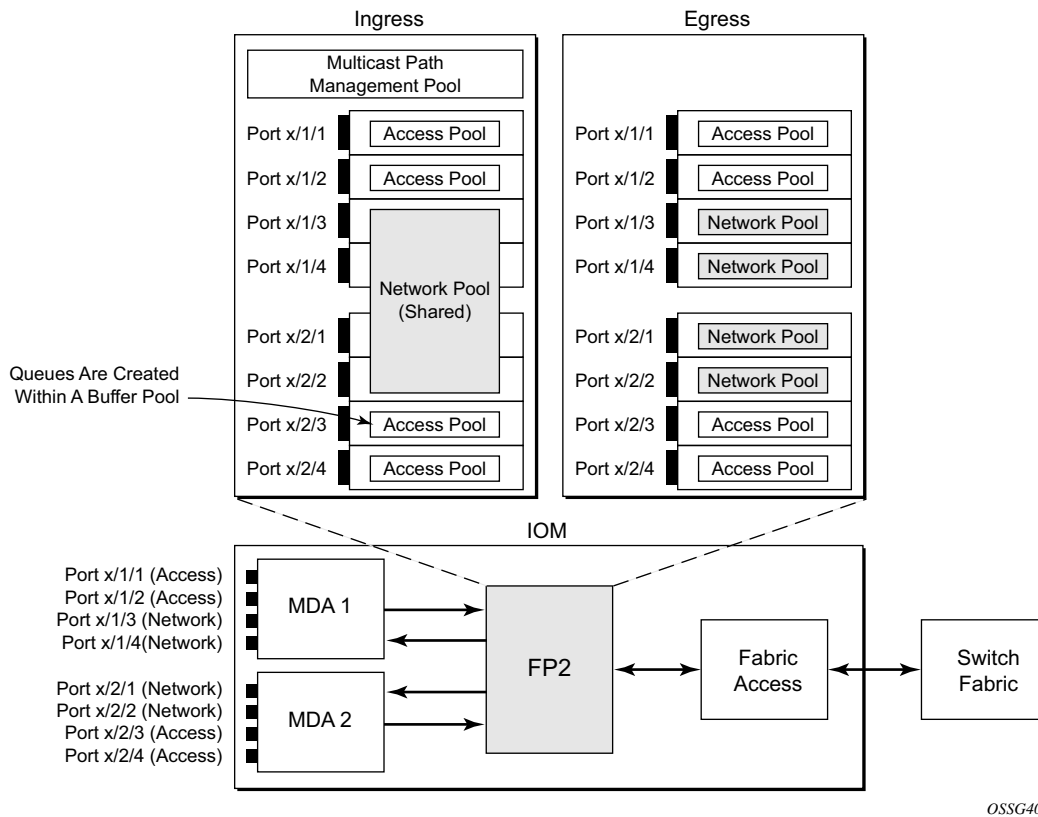 Ingress
Egress
Multicast Path
Management Pool
Port x/1/1
Access Pool
Port x/1/2
Access Pool
Port x/1/3
Port x/1/4
Network Pool
(Shared)
Port x/2/1
Port x/2/2
Queues Are Created
Within A Buffer Pool
Port x/2/3
Access Pool
Port x/2/4
Access Pool
Port x/1/1
Access Pool
Port x/1/2
Access Pool
Port x/1/3
Network Pool
Port x/1/4
Network Pool
Port x/2/1
Network Pool
Port x/2/2
Network Pool
Port x/2/3
Access Pool
Port x/2/4
Access Pool
IOM
Port x/1/1 (Access)
Port x/1/2 (Access)
Port x/1/3 (Network)
Port x/1/4(Network)
MDA 1
Port x/2/1 (Network)
Port x/2/2 (Network)
Port x/2/3 (Access)
Port x/2/4 (Access)
MDA 2
FP2
Fabric
Access
Switch
Fabric